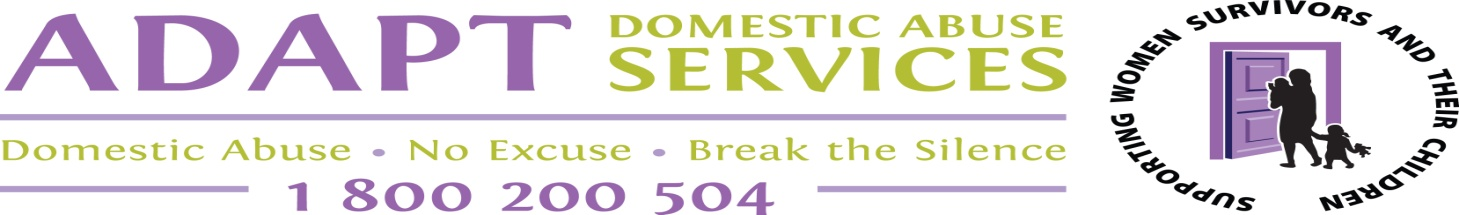 ADAPT DOMESTIC ABUSE
SERVICES
Domestic Abuse • No Excuse • Break the Silence
1 800 200 504
SUPPORTING WOMEN SURVIVORS AND THEIR CHILDREN